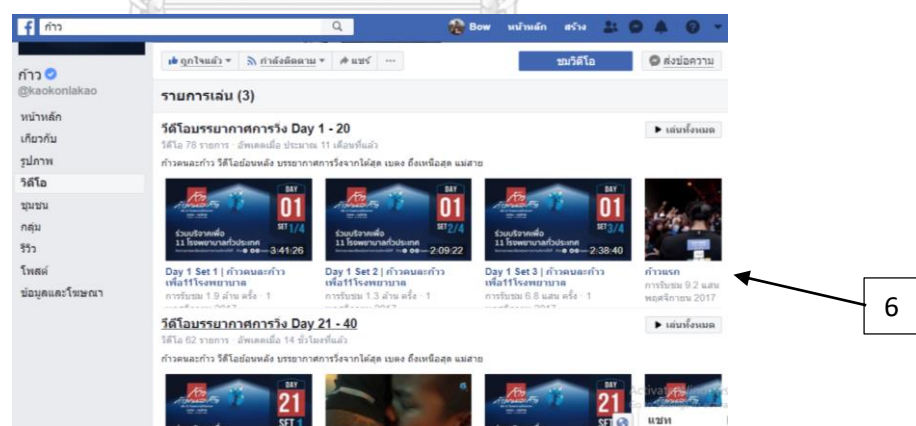 ก้าว
Bow หน้าหลัก สร้าง
ถูกใจแล้ว กำลังติดตาม แชร์ ...
ชมวิดีโอ
ส่งข้อความ
ก้าว
@kaokonlakao
หน้าหลัก
เกี่ยวกับ
รูปภาพ
วิดีโอ
ชุมชน
กลุ่ม
รีวิว
โพสต์
ข้อมูลและโฆษณา
รายการเล่น (3)
วีดีโอบรรยากาศการวิ่ง Day 1 - 20
เล่นทั้งหมด
วิดีโอ 78 รายการ · อัพเดตเมื่อ ประมาณ 11 เดือนที่แล้ว
ก้าวคนละก้าว วีดีโอย้อนหลัง บรรยากาศการวิ่งจากใต้สุด เบตง ถึงเหนือสุด แม่สาย
DAY
01
SET 1/4
ร่วมบริจาคเพื่อ
11 โรงพยาบาลทั่วประเทศ
3:41:26
DAY
01
SET 2/4
ร่วมบริจาคเพื่อ
11 โรงพยาบาลทั่วประเทศ
2:09:22
DAY
01
SET 3/4
ร่วมบริจาคเพื่อ
11 โรงพยาบาลทั่วประเทศ
2:38:40
Day 1 Set 1 | ก้าวคนละก้าว
เพื่อ11โรงพยาบาล
การรับชม 1.9 ล้าน ครั้ง · 1
พฤศจิกายน 2017
Day 1 Set 2 | ก้าวคนละก้าว
เพื่อ11โรงพยาบาล
การรับชม 1.3 ล้าน ครั้ง · 1
พฤศจิกายน 2017
Day 1 Set 3 | ก้าวคนละก้าว
เพื่อ11โรงพยาบาล
การรับชม 6.8 แสน ครั้ง · 1
พฤศจิกายน 2017
ก้าวแรก
การรับชม 9.2 แสน
พฤศจิกายน 2017
6
วีดีโอบรรยากาศการวิ่ง Day 21 - 40
เล่นทั้งหมด
วิดีโอ 62 รายการ · อัพเดตเมื่อ 14 ชั่วโมงที่แล้ว
ก้าวคนละก้าว วีดีโอย้อนหลัง บรรยากาศการวิ่งจากใต้สุด เบตง ถึงเหนือสุด แม่สาย
DAY
21
SET 1
DAY
21
SET
แชท